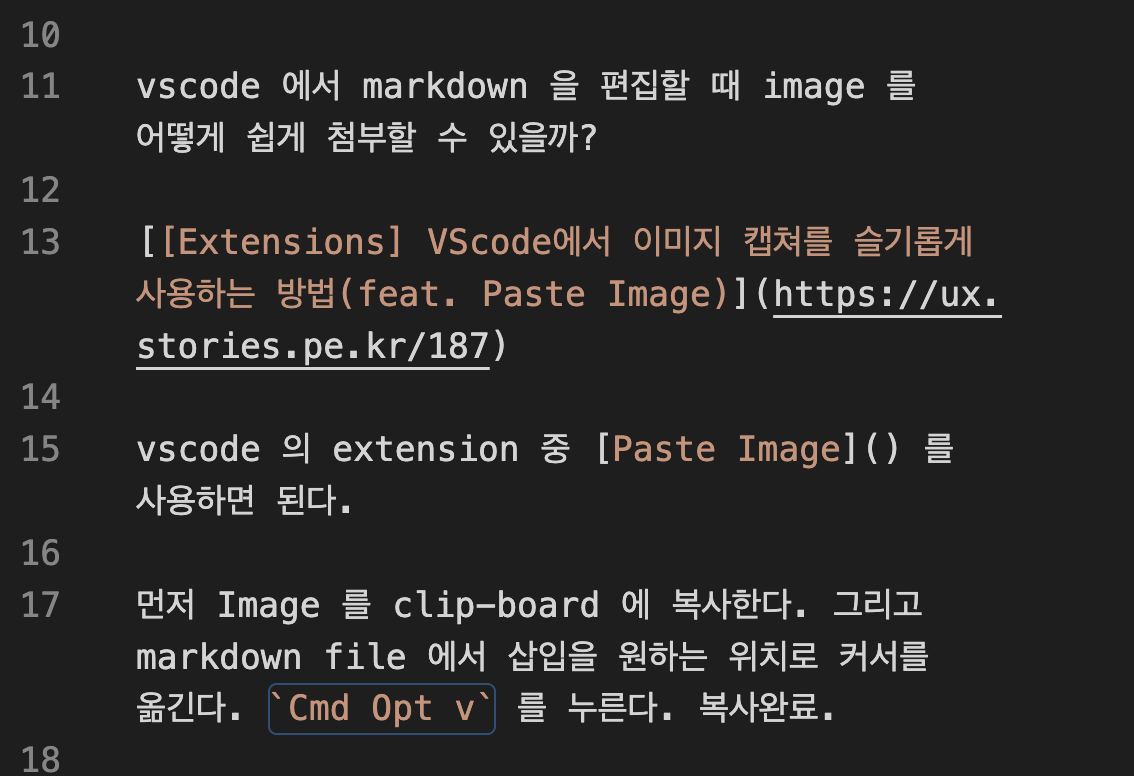 10
11 vscode 에서 markdown 을 편집할 때 image 를
어떻게 쉽게 첨부할 수 있을까?
12
13 [[Extensions] VScode에서 이미지 캡쳐를 슬기롭게
사용하는 방법(feat. Paste Image)](https://ux.
stories.pe.kr/187)
14
15 vscode 의 extension 중 [Paste Image]() 를
사용하면 된다.
16
17 먼저 Image 를 clip-board 에 복사한다. 그리고
markdown file 에서 삽입을 원하는 위치로 커서를
옮긴다. `Cmd Opt v` 를 누른다. 복사완료.
18